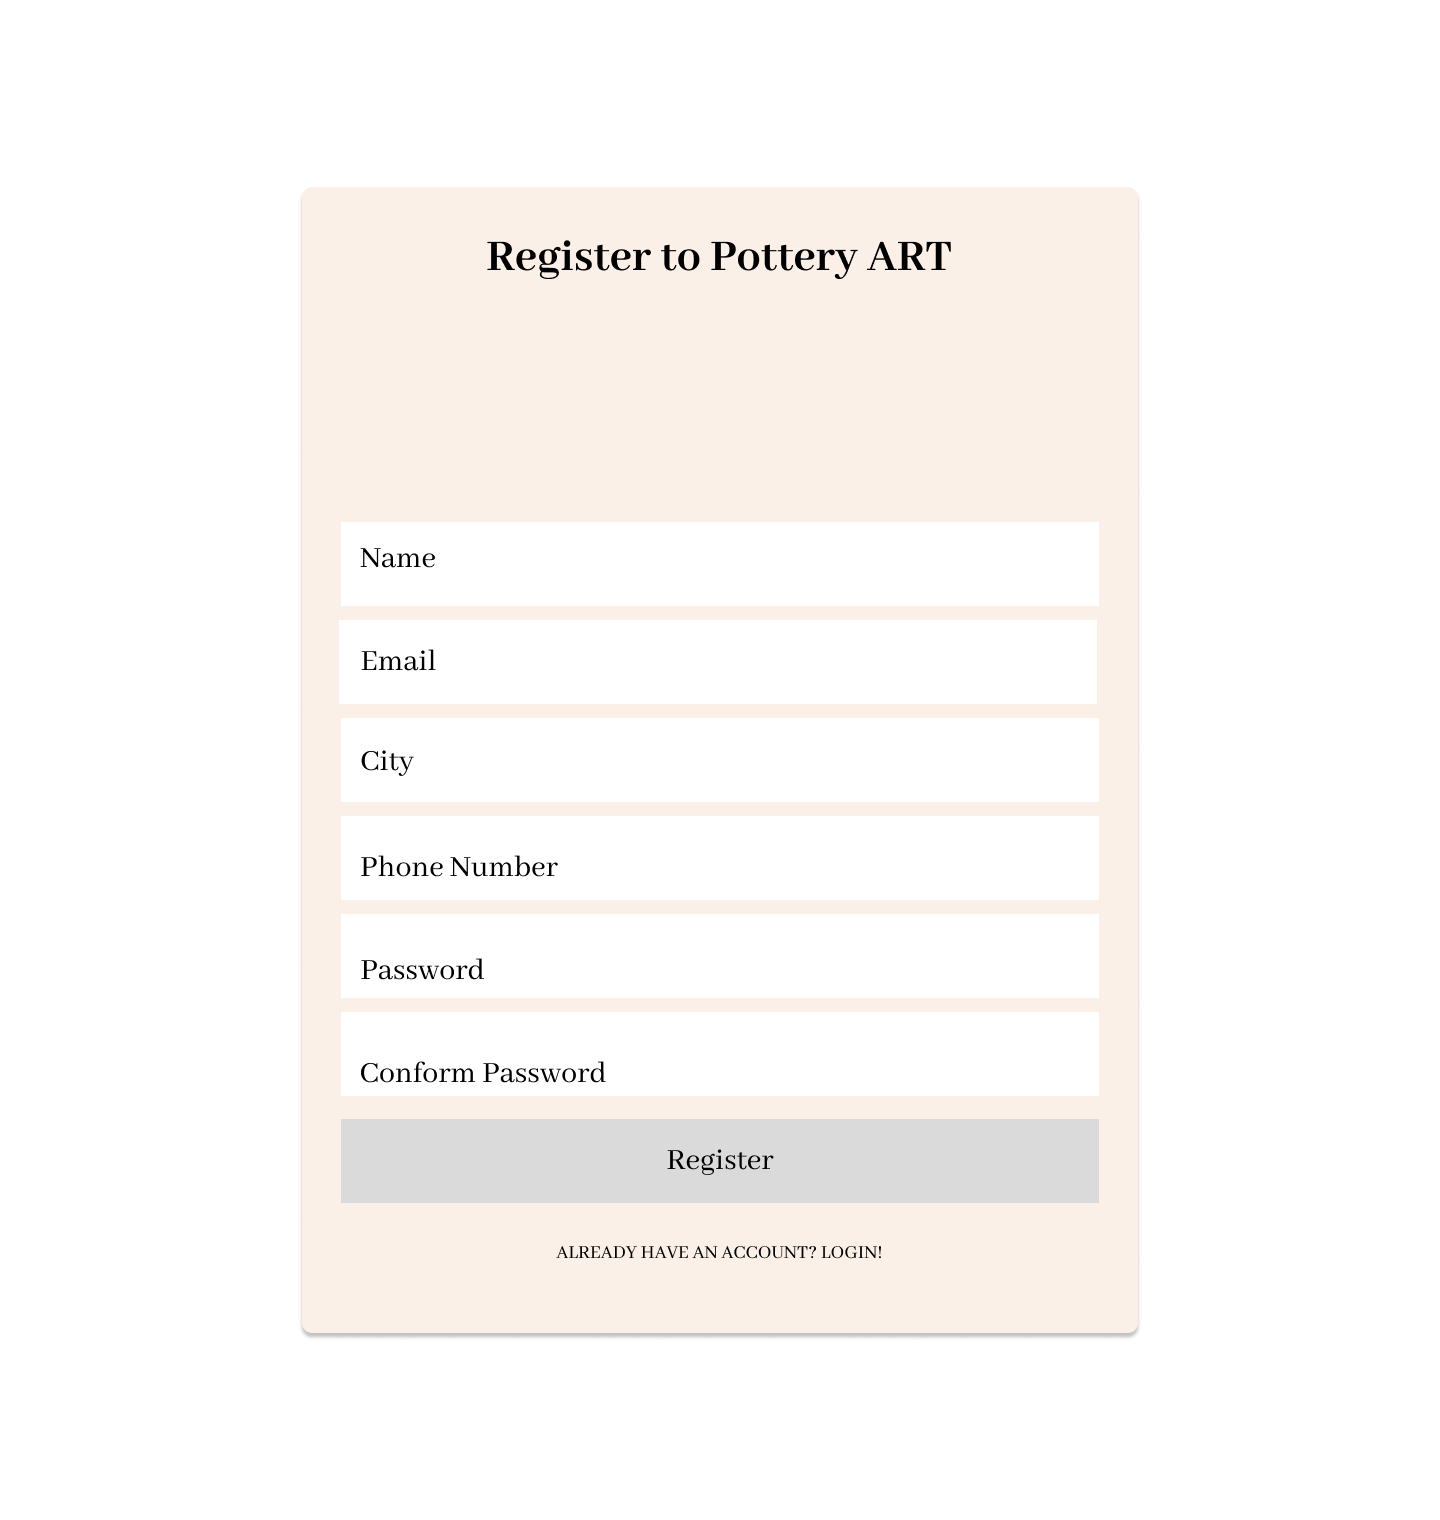 Register to Pottery ART
Name
Email
City
Phone Number
Password
Conform Password
Register
ALREADY HAVE AN ACCOUNT? LOGIN!